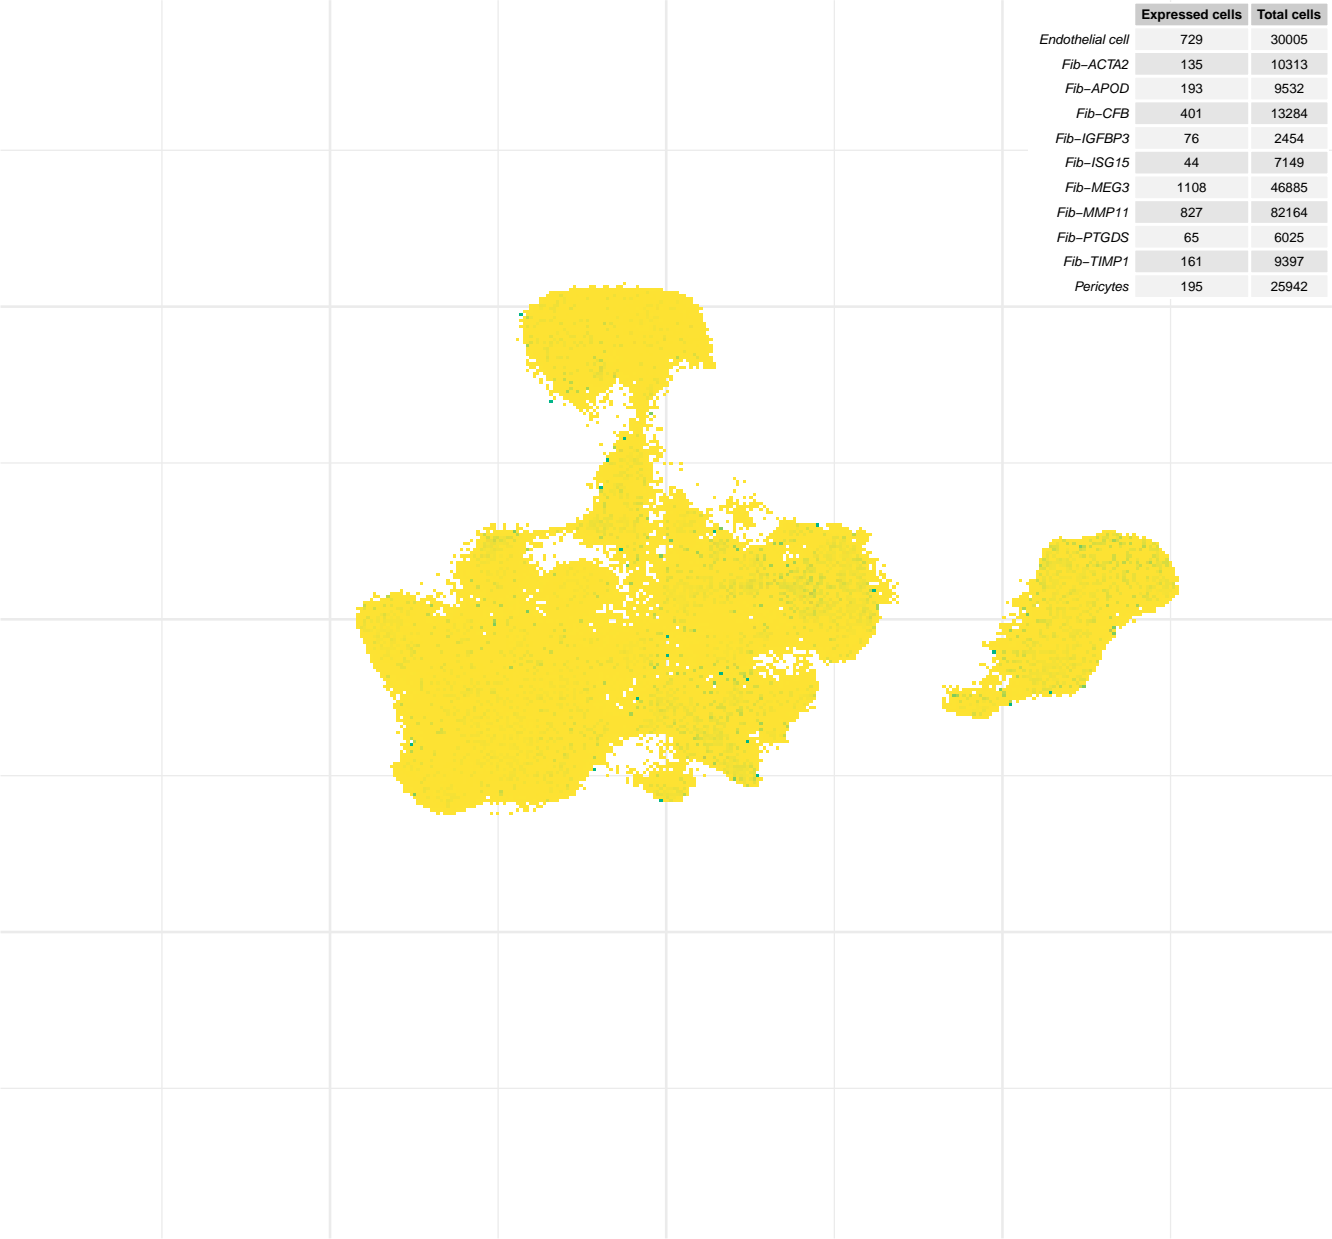 Expressed cells Total cells
Endothelial cell 729 30005
Fib−ACTA2 135 10313
Fib−APOD 193 9532
Fib−CFB 401 13284
Fib−IGFBP3 76 2454
Fib−ISG15 44 7149
Fib−MEG3 1108 46885
Fib−MMP11 827 82164
Fib−PTGDS 65 6025
Fib−TIMP1 161 9397
Pericytes 195 25942